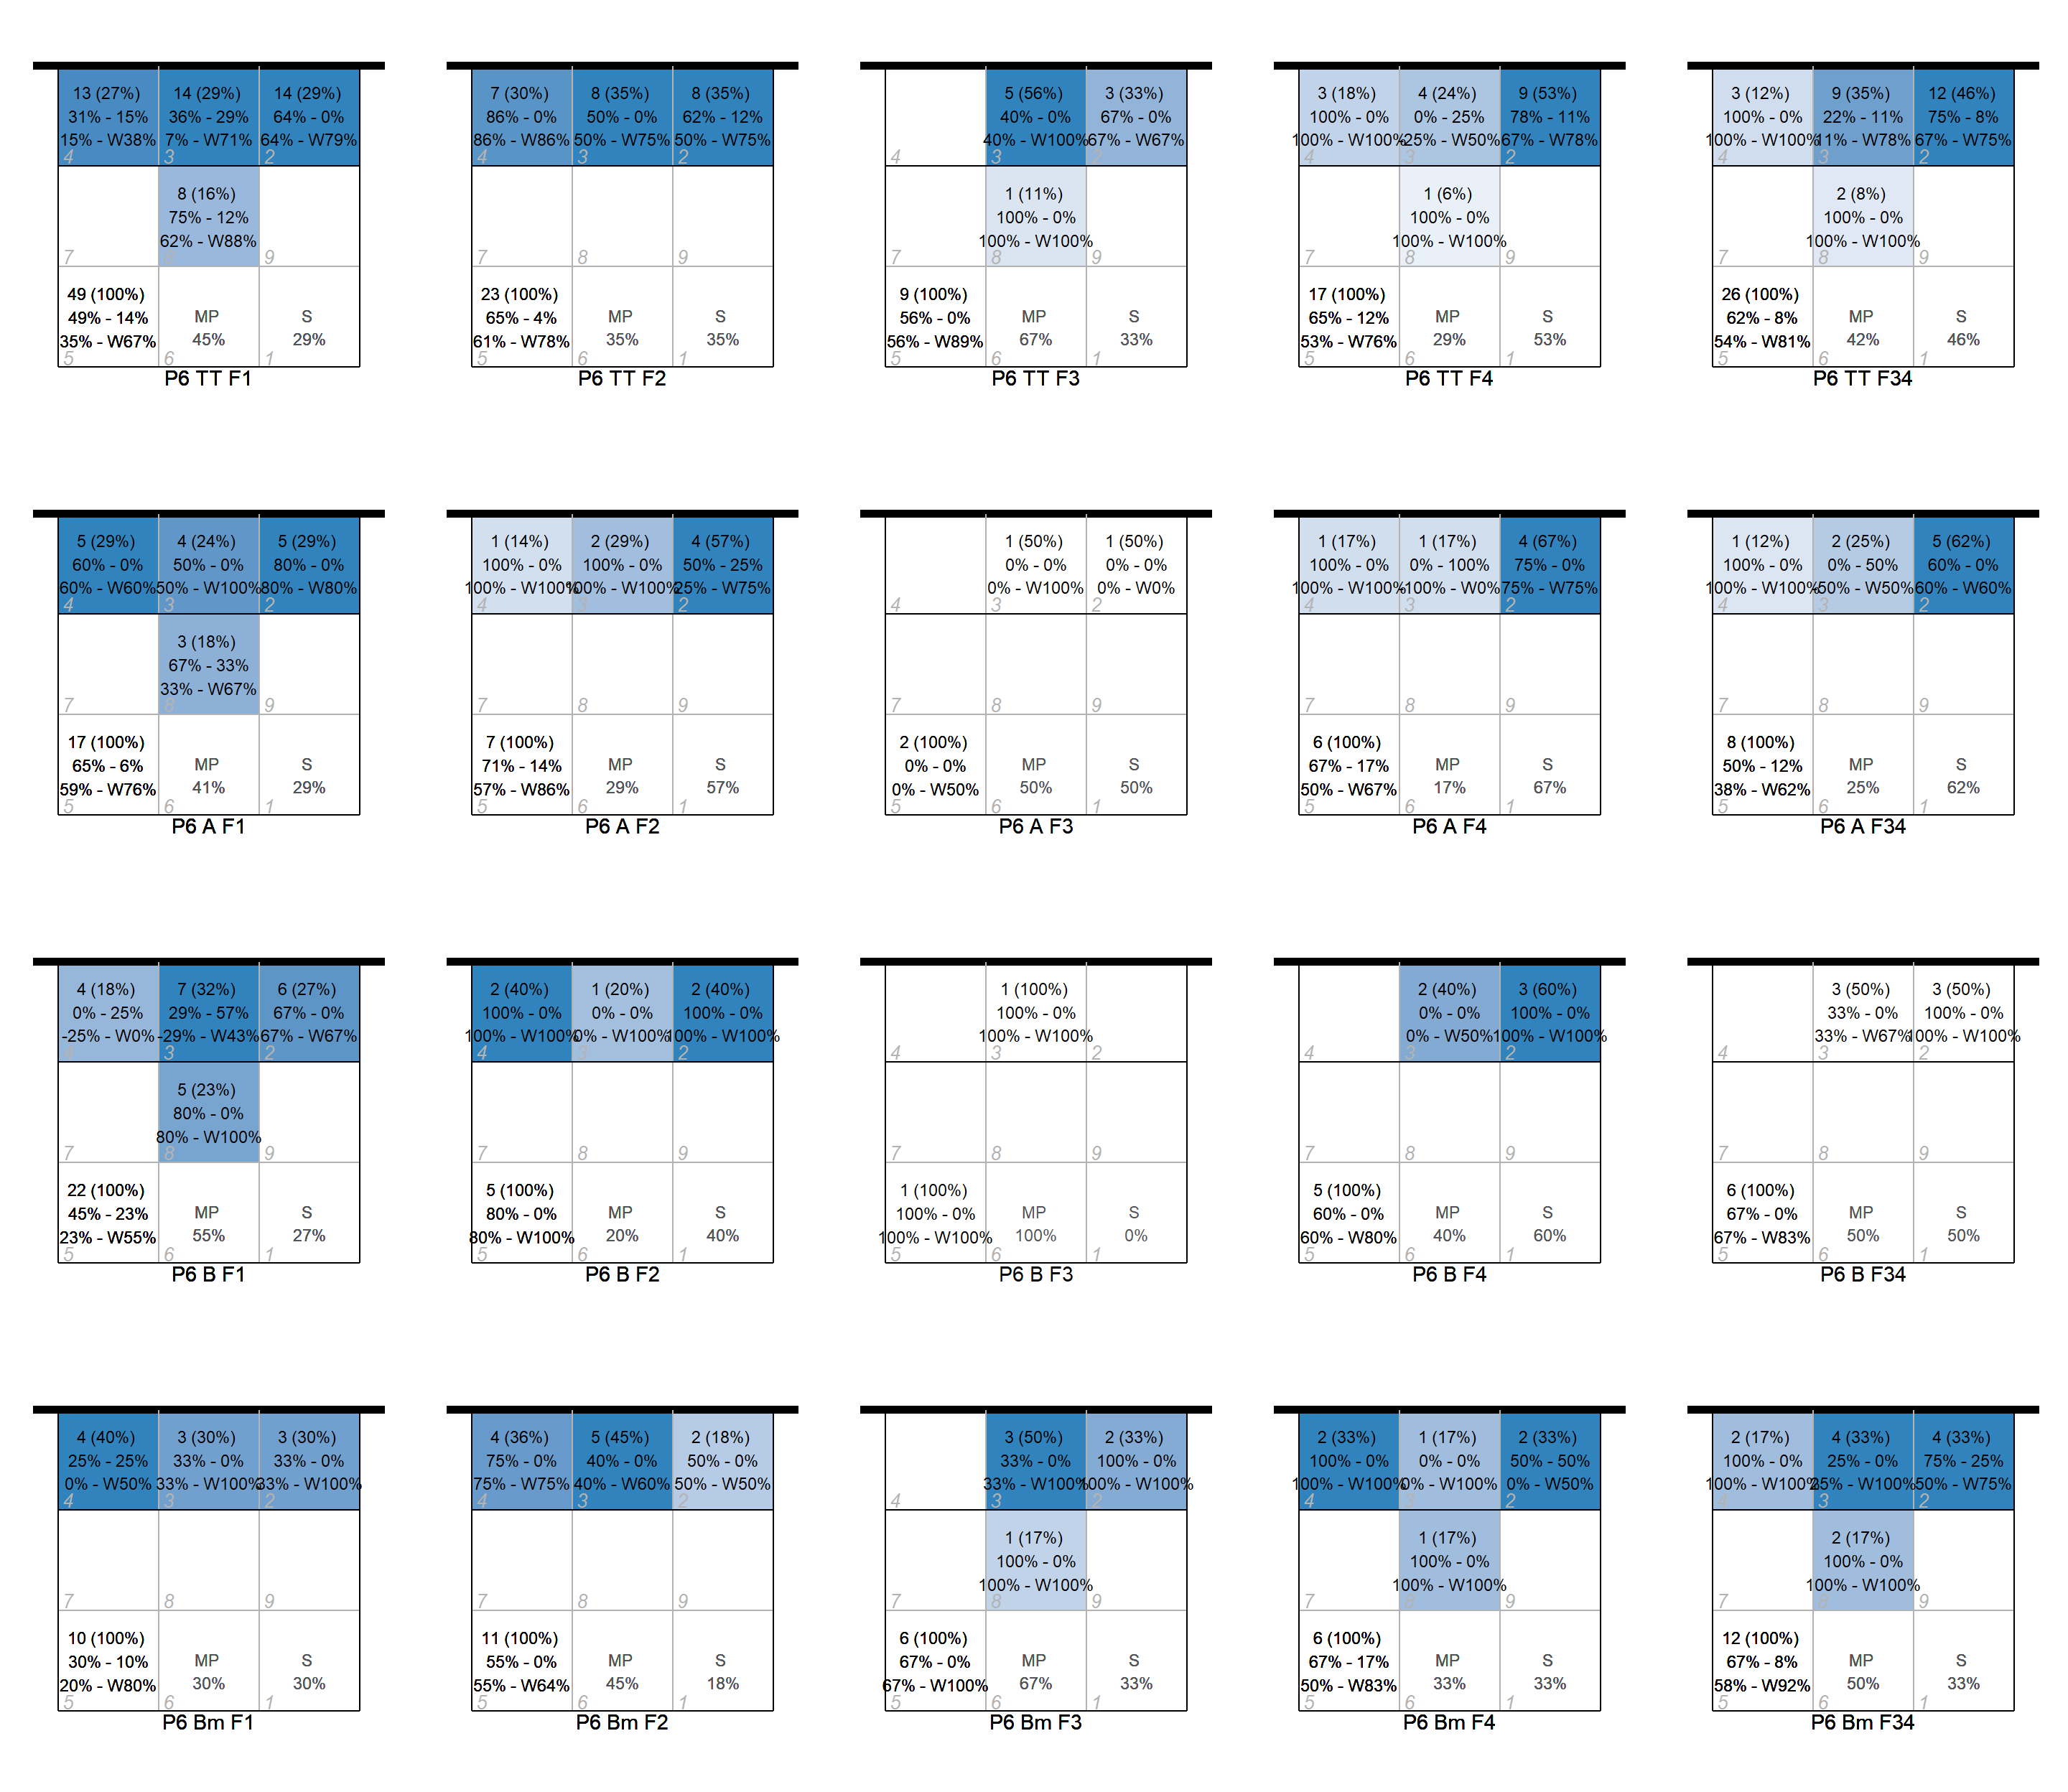 13 (27%) 14 (29%) 14 (29%)
31% - 15% 36% - 29% 64% - 0%
15% - W38% 7% - W71% 64% - W79%
4 3 2
8 (16%)
75% - 12%
62% - W88%
7 9
49 (100%)
49% - 14% MP S
35% - W67% 45% 29%
5 6 1
P6 TT F1
7 (30%) 8 (35%) 8 (35%)
86% - 0% 50% - 0% 62% - 12%
86% - W86% 50% - W75% 50% - W75%
4 3 2
7 8 9
23 (100%)
65% - 4% MP S
61% - W78% 35% 35%
5 6 1
P6 TT F2
5 (56%) 3 (33%)
40% - 0% 67% - 0%
40% - W100% 67% - W67%
4 3
1 (11%)
100% - 0%
100% - W100%
7 8 9
9 (100%)
56% - 0% MP S
56% - W89% 67% 33%
5 6 1
P6 TT F3
3 (18%) 4 (24%) 9 (53%)
100% - 0% 0% - 25% 78% - 11%
100% - W100% -25% - W50% 67% - W78%
4 3 2
1 (6%)
100% - 0%
100% - W100%
7 8 9
17 (100%)
65% - 12% MP S
53% - W76% 29% 53%
5 6 1
P6 TT F4
3 (12%) 9 (35%) 12 (46%)
100% - 0% 22% - 11% 75% - 8%
100% - W100% 11% - W78% 67% - W75%
4 3 2
2 (8%)
100% - 0%
100% - W100%
7 8 9
26 (100%)
62% - 8% MP S
54% - W81% 42% 46%
5 6 1
P6 TT F34
5 (29%) 4 (24%) 5 (29%)
60% - 0% 50% - 0% 80% - 0%
60% - W60% 50% - W100% 80% - W80%
4 3 2
3 (18%)
67% - 33%
33% - W67%
7 8 9
17 (100%)
65% - 6% MP S
59% - W76% 41% 29%
5 6 1
P6 A F1
1 (14%) 2 (29%) 4 (57%)
100% - 0% 100% - 0% 50% - 25%
100% - W100% 100% - W100% 25% - W75%
4 3 2
7 8 9
7 (100%)
71% - 14% MP S
57% - W86% 29% 57%
5 6 1
P6 A F2
1 (50%) 1 (50%)
0% - 0% 0% - 0%
0% - W100% 0% - W0%
4 3 2
7 8 9
2 (100%)
0% - 0% MP S
0% - W50% 50% 50%
5 6 1
P6 A F3
1 (17%) 1 (17%) 4 (67%)
100% - 0% 0% - 100% 75% - 0%
100% - W100% -100% - W0% 75% - W75%
4 3 2
7 8 9
6 (100%)
67% - 17% MP S
50% - W67% 17% 67%
5 6 1
P6 A F4
1 (12%) 2 (25%) 5 (62%)
100% - 0% 0% - 50% 60% - 0%
100% - W100% -50% - W50% 60% - W60%
4 3 2
7 8 9
8 (100%)
50% - 12% MP S
38% - W62% 25% 62%
5 6 1
P6 A F34
4 (18%) 7 (32%) 6 (27%)
0% - 25% 29% - 57% 67% - 0%
-25% - W0% -29% - W43% 67% - W67%
4 3 2
5 (23%)
80% - 0%
80% - W100%
7 8 9
22 (100%)
45% - 23% MP S
23% - W55% 55% 27%
5 6 1
P6 B F1
2 (40%) 1 (20%) 2 (40%)
100% - 0% 0% - 0% 100% - 0%
100% - W100% 0% - W100% 100% - W100%
4 3 2
7 8 9
5 (100%)
80% - 0% MP S
80% - W100% 20% 40%
5 6 1
P6 B F2
1 (100%)
100% - 0%
100% - W100%
4 3 2
7 8 9
1 (100%)
100% - 0% MP S
100% - W100% 100% 0%
5 6 1
P6 B F3
2 (40%) 3 (60%)
0% - 0% 100% - 0%
0% - W50% 100% - W100%
4 3 2
7 8 9
5 (100%)
60% - 0% MP S
60% - W80% 40% 60%
5 6 1
P6 B F4
3 (50%) 3 (50%)
33% - 0% 100% - 0%
33% - W67% 100% - W100%
4 3 2
7 8 9
6 (100%)
67% - 0% MP S
67% - W83% 50% 50%
5 6 1
P6 B F34
4 (40%) 3 (30%) 3 (30%)
25% - 25% 33% - 0% 33% - 0%
0% - W50% 33% - W100% 33% - W100%
4 3 2
7 8 9
10 (100%)
30% - 10% MP S
20% - W80% 30% 30%
5 6 1
P6 Bm F1
4 (36%) 5 (45%) 2 (18%)
75% - 0% 40% - 0% 50% - 0%
75% - W75% 40% - W60% 50% - W50%
4 3 2
7 8 9
11 (100%)
55% - 0% MP S
55% - W64% 45% 18%
5 6 1
P6 Bm F2
3 (50%) 2 (33%)
33% - 0% 100% - 0%
33% - W100% 100% - W100%
4 3 2
1 (17%)
100% - 0%
100% - W100%
7 8 9
6 (100%)
67% - 0% MP S
67% - W100% 67% 33%
5 6 1
P6 Bm F3
2 (33%) 1 (17%) 2 (33%)
100% - 0% 0% - 0% 50% - 50%
100% - W100% 0% - W100% 0% - W50%
4 3 2
1 (17%)
100% - 0%
100% - W100%
7 8 9
6 (100%)
67% - 17% MP S
50% - W83% 33% 33%
5 6 1
P6 Bm F4
2 (17%) 4 (33%) 4 (33%)
100% - 0% 25% - 0% 75% - 25%
100% - W100% 25% - W100% 50% - W75%
4 3 2
2 (17%)
100% - 0%
100% - W100%
7 8 9
12 (100%)
67% - 8% MP S
58% - W92% 50% 33%
5 6 1
P6 Bm F34